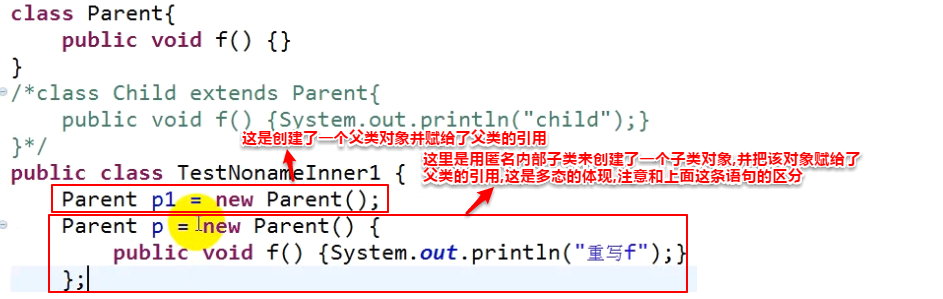 class Parent{
public void f() {}
}
/*class Child extends Parent{
public void f() {System.out.println("child");}
}*/
这是创建了一个父类对象并赋给了父类的引用
这里是用匿名内部子类来创建了一个子类对象,并把该对象赋给了
父类的引用,这是多态的体现,注意和上面这条语句的区分
public class TestNonameInner1 {
Parent p1 = new Parent();
Parent p = new Parent() {
public void f() {System.out.println("重写f");}
};